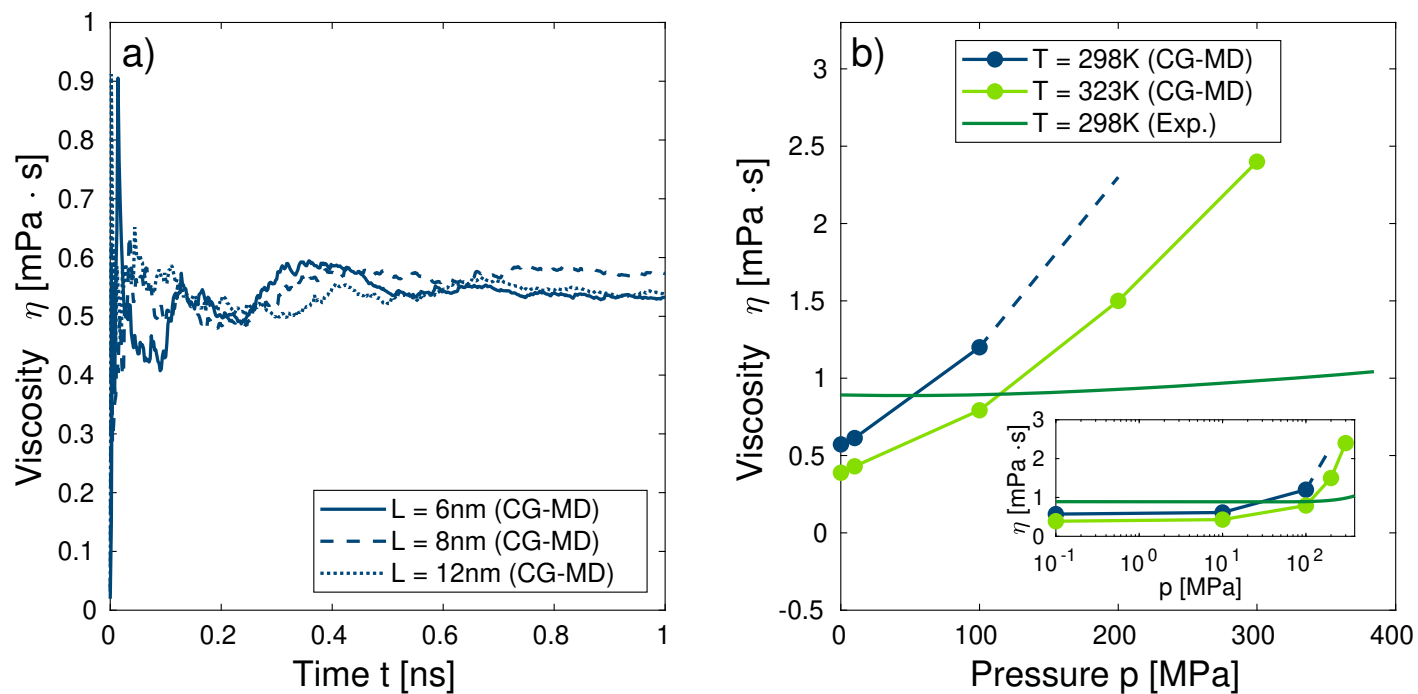 a)
1
0.9
0.8
0.7
0.6
0.5
0.4
0.3
0.2
0.1
0
Viscosity η [mPa · s]
L = 6nm (CG-MD)
L = 8nm (CG-MD)
L = 12nm (CG-MD)
0 0.2 0.4 0.6 0.8 1
Time t [ns]
b)
3
2.5
2
1.5
1
0.5
0
-0.5
Viscosity η [mPa ·s]
T = 298K (CG-MD)
T = 323K (CG-MD)
T = 298K (Exp.)
3
2
1
0
η [mPa ·s]
10⁻¹ 10⁰ 10¹ 10²
p [MPa]
0 100 200 300 400
Pressure p [MPa]